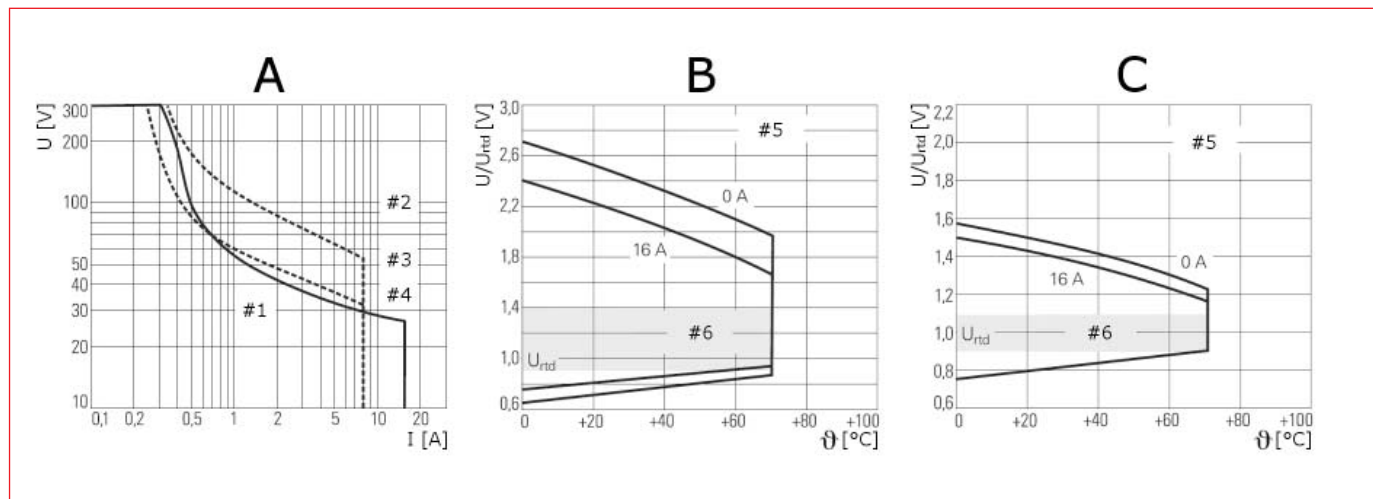 A
U [V]
300
200
100
50
40
30
20
10
0,1 0,2 0,5 1 2 5 10 20
I [A]
#1
#2
#3
#4
B
U/Urtd [V]
3,0
2,6
2,2
1,8
1,4
1,0
0,6
#5
0 A
16 A
#6
Urtd
0 +20 +40 +60 +100
ϑ [°C]
C
U/Urtd [V]
2,2
2,0
1,8
1,6
1,4
1,2
1,0
0,8
0,6
#5
0 A
16 A
#6
Urtd
0 +20 +40 +60 +100
ϑ [°C]